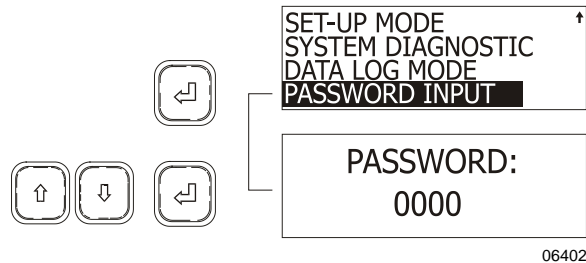 SET-UP MODE
SYSTEM DIAGNOSTIC
DATA LOG MODE
PASSWORD INPUT
PASSWORD:
0000
06402